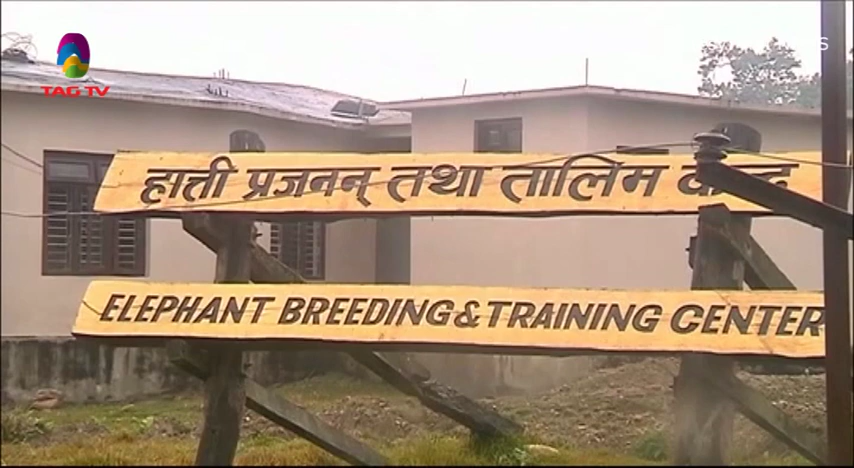 TAG TV
S
हात्ती प्रजनन् तथा तालिम
ELEPHANT BREEDING & TRAINING CENTER